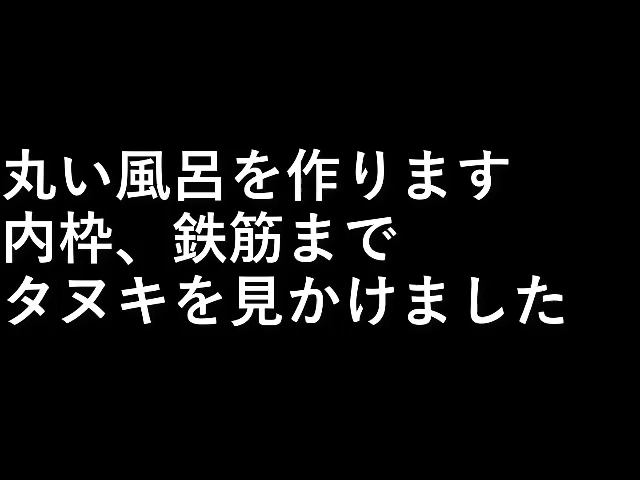 丸い風呂を作ります
内枠、鉄筋まで
タヌキを見かけました